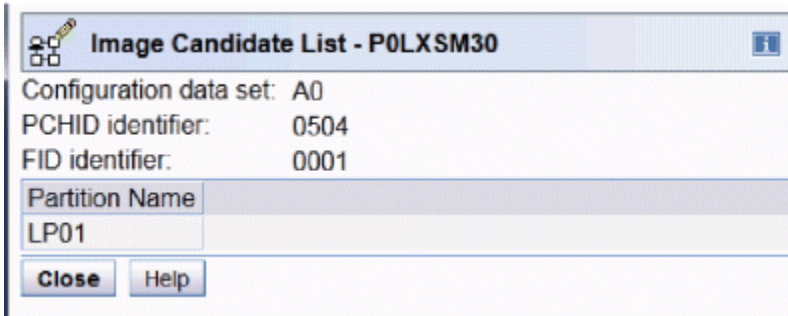 Image Candidate List - P0LXSM30
Configuration data set: A0
PCHID identifier: 0504
FID identifier: 0001
Partition Name
LP01
Close Help